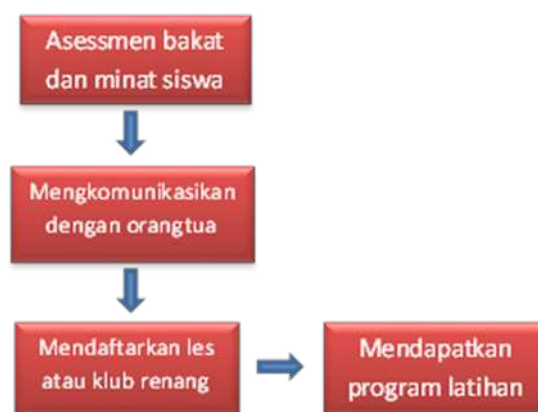 Asessmen bakat
dan minat siswa
Mengkomunikasikan
dengan orangtua
Mendaftarkan les
atau klub renang
Mendapatkan
program latihan